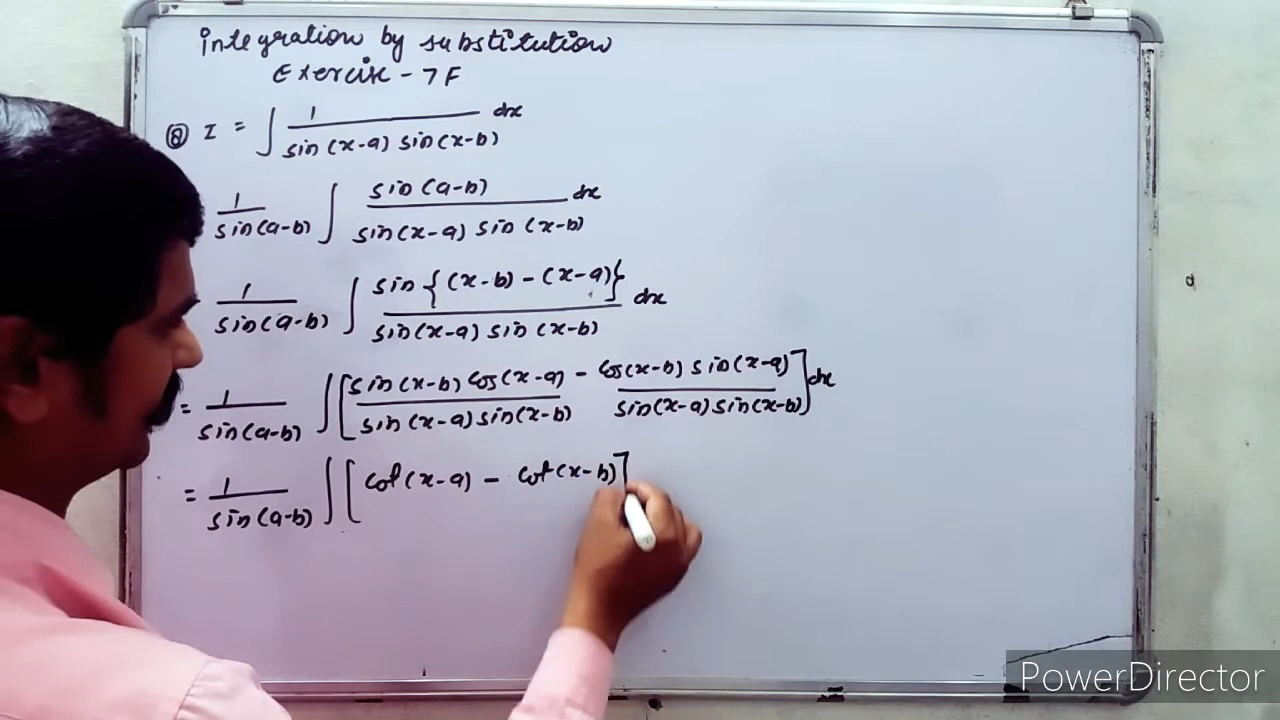 Integration by substitution
Exercise - 7F
⑧ I = ∫ 1/(sin(x-a) sin(x-b)) dx
1/(sin(a-b)) ∫ sin(a-b)/(sin(x-a) sin(x-b)) dx
1/(sin(a-b)) ∫ sin{(x-b) - (x-a)}/(sin(x-a) sin(x-b)) dx
= 1/(sin(a-b)) ∫ [sin(x-b) cos(x-a)/(sin(x-a) sin(x-b)) - cos(x-b) sin(x-a)/(sin(x-a) sin(x-b))] dx
= 1/(sin(a-b)) ∫ [cot(x-a) - cot(x-b)]
PowerDirector